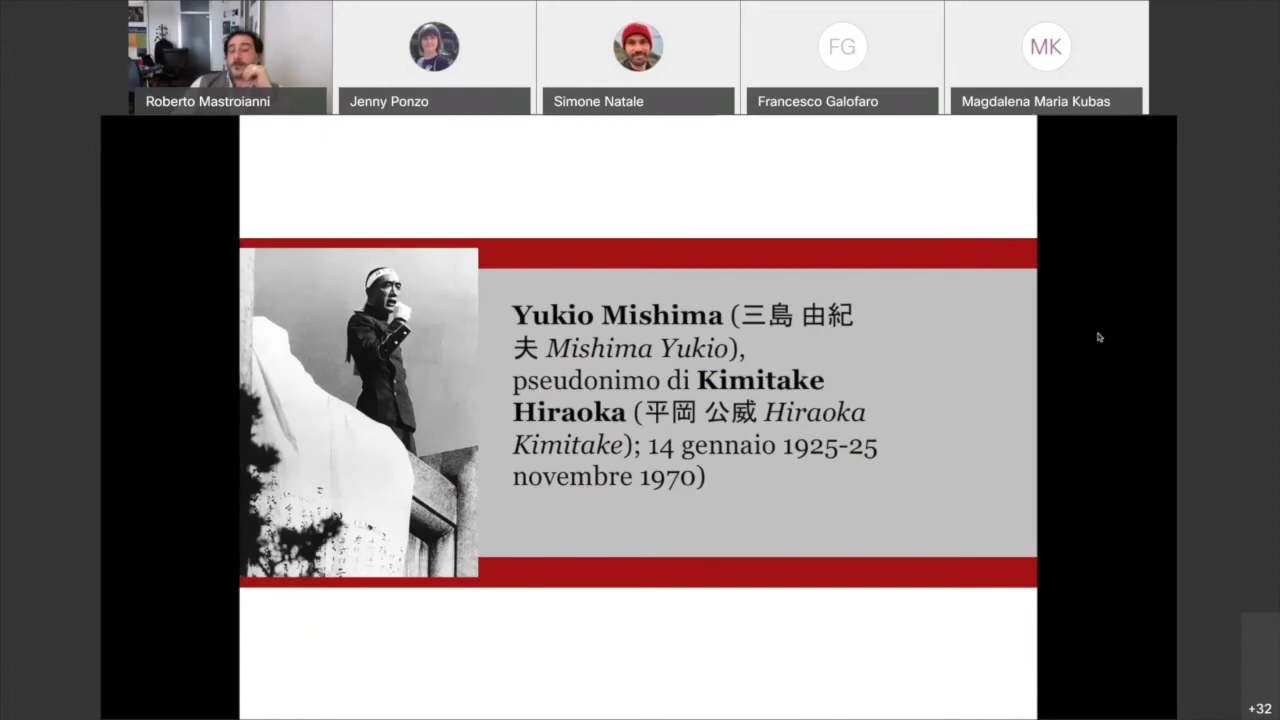 Roberto Mastroianni
Jenny Ponzo
Simone Natale
FG
Francesco Galofaro
MK
Magdalena Maria Kubas
Yukio Mishima (三島 由紀
夫 Mishima Yukio),
pseudonimo di Kimitake
Hiraoka (平岡 公威 Hiraoka
Kimitake); 14 gennaio 1925-25
novembre 1970)
+32